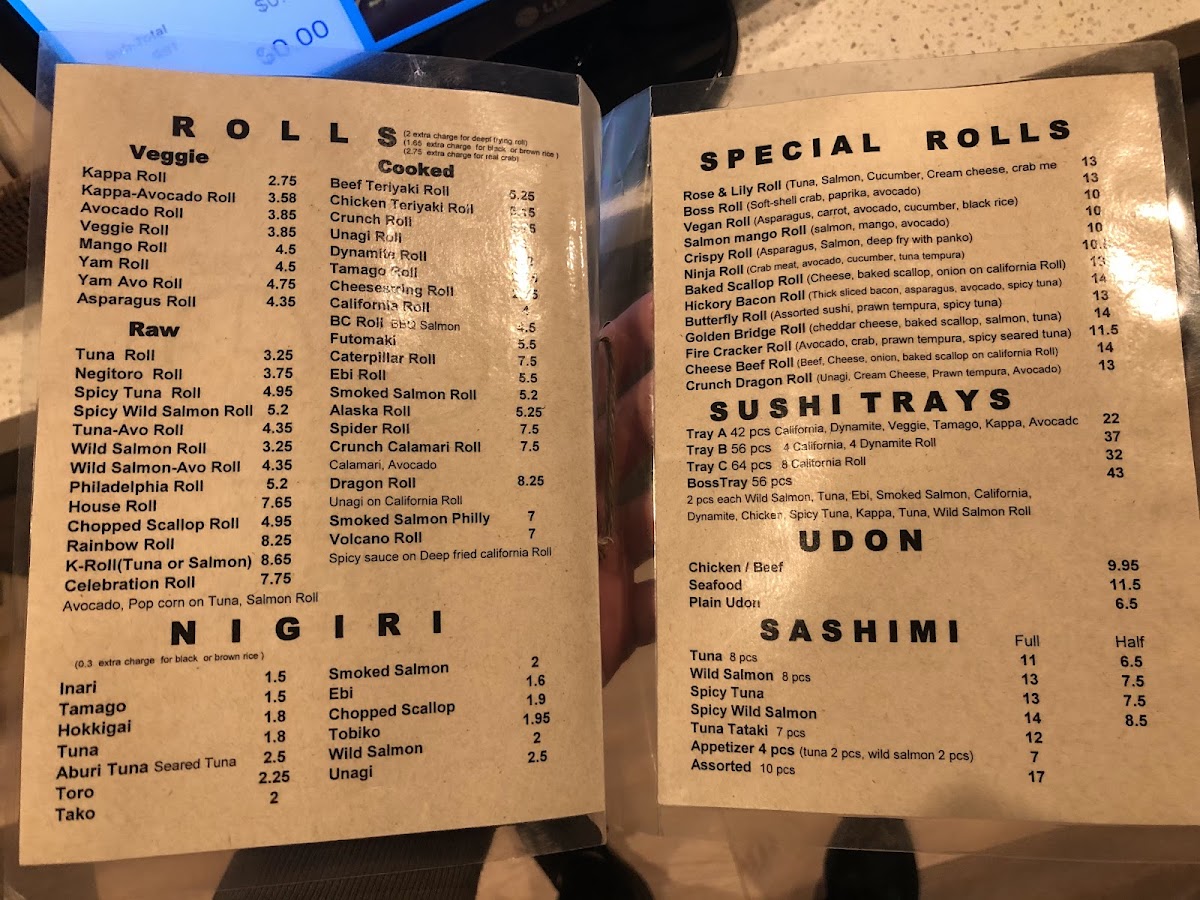 Sub-Total
GST
$0.00
LG
ROLLS
(2 extra charge for deepl frying roll)
(1.65 extra charge for black or brown rice )
(2.75 extra charge for real crab)
Veggie
Kappa Roll 2.75
Kappa-Avocado Roll 3.58
Avocado Roll 3.85
Veggie Roll 3.85
Mango Roll 4.5
Yam Roll 4.5
Yam Avo Roll 4.75
Asparagus Roll 4.35
Raw
Tuna Roll 3.25
Negitoro Roll 3.75
Spicy Tuna Roll 4.95
Spicy Wild Salmon Roll 5.2
Tuna-Avo Roll 4.35
Wild Salmon Roll 3.25
Wild Salmon-Avo Roll 4.35
Philadelphia Roll 5.2
House Roll 7.65
Chopped Scallop Roll 4.95
Rainbow Roll 8.25
K-Roll(Tuna or Salmon) 8.65
Celebration Roll 7.75
Avocado, Pop corn on Tuna, Salmon Roll
Cooked
Beef Teriyaki Roll 5.25
Chicken Teriyaki Roll
Crunch Roll
Unagi Roll
Dynamite Roll
Tamago Roll
Cheesestring Roll
California Roll 4
BC Roll BBQ Salmon 4.5
Futomaki 5.5
Caterpillar Roll 7.5
Ebi Roll 5.5
Smoked Salmon Roll 5.2
Alaska Roll 5.25
Spider Roll 7.5
Crunch Calamari Roll 7.5
Calamari, Avocado
Dragon Roll 8.25
Unagi on California Roll
Smoked Salmon Philly 7
Volcano Roll 7
Spicy sauce on Deep fried california Roll
NIGIRI
(0.3 extra charge for black or brown rice )
Inari 1.5
Tamago 1.5
Hokkigai 1.8
Tuna 1.8
Aburi Tuna Seared Tuna 2.5
Toro 2.25
Tako 2
Smoked Salmon 2
Ebi 1.6
Chopped Scallop 1.9
Tobiko 1.95
Wild Salmon 2
Unagi 2.5
SPECIAL ROLLS
Rose & Lily Roll (Tuna, Salmon, Cucumber, Cream cheese, crab me 13
Boss Roll (Soft-shell crab, paprika, avocado) 13
Vegan Roll (Asparagus, carrot, avocado, cucumber, black rice) 10
Salmon mango Roll (salmon, mango, avocado) 10
Crispy Roll (Asparagus, Salmon, deep fry with panko) 10
Ninja Roll (Crab meat, avocado, cucumber, tuna tempura)
Baked Scallop Roll (Cheese, baked scallop, onion on california Roll) 13
Hickory Bacon Roll (Thick sliced bacon, asparagus, avocado, spicy tuna) 14
Butterfly Roll (Assorted sushi, prawn tempura, spicy tuna) 13
Golden Bridge Roll (cheddar cheese, baked scallop, salmon, tuna) 14
Fire Cracker Roll (Avocado, crab, prawn tempura, spicy seared tuna) 11.5
Cheese Beef Roll (Beef, Cheese, onion, baked scallop on california Roll) 14
Crunch Dragon Roll (Unagi, Cream Cheese, Prawn tempura, Avocado) 13
SUSHI TRAYS
Tray A 42 pcs California, Dynamite, Veggie, Tamago, Kappa, Avocadc 22
Tray B 56 pcs 4 California, 4 Dynamite Roll 37
Tray C 64 pcs 8 California Roll 32
BossTray 56 pcs 43
2 pcs each Wild Salmon, Tuna, Ebi, Smoked Salmon, California,
Dynamite, Chicken, Spicy Tuna, Kappa, Tuna, Wild Salmon Roll
UDON
Chicken / Beef 9.95
Seafood 11.5
Plain Udon 6.5
SASHIMI
Full Half
Tuna 8 pcs 11 6.5
Wild Salmon 8 pcs 13 7.5
Spicy Tuna 13 7.5
Spicy Wild Salmon 14 8.5
Tuna Tataki 7 pcs 12
Appetizer 4 pcs (tuna 2 pcs, wild salmon 2 pcs) 7
Assorted 10 pcs 17